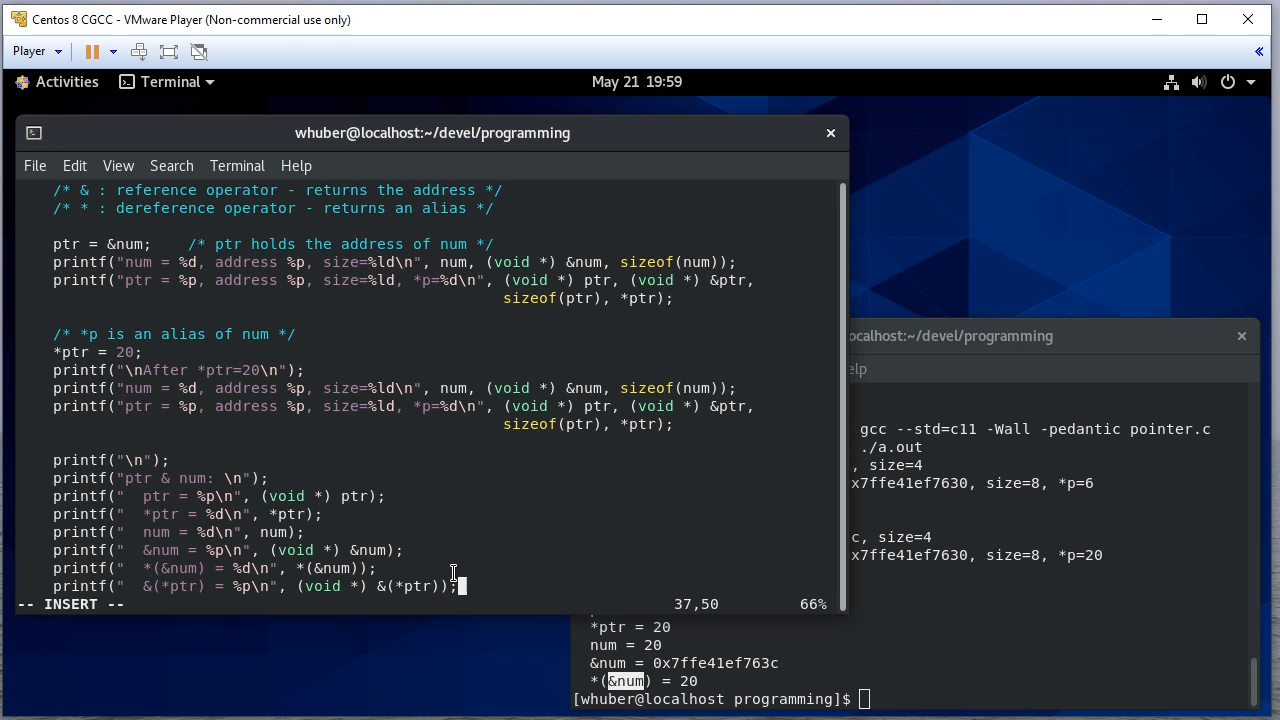 Centos 8 CGCC - VMware Player (Non-commercial use only)
Player
Activities Terminal May 21 19:59
whuber@localhost:~/devel/programming
File Edit View Search Terminal Help
/* & : reference operator - returns the address */
/* * : dereference operator - returns an alias */
ptr = &num; /* ptr holds the address of num */
printf("num = %d, address %p, size=%ld\n", num, (void *) &num, sizeof(num));
printf("ptr = %p, address %p, size=%ld, *p=%d\n", (void *) ptr, (void *) &ptr,
sizeof(ptr), *ptr);
/* *p is an alias of num */
*ptr = 20;
printf("\nAfter *ptr=20\n");
printf("num = %d, address %p, size=%ld\n", num, (void *) &num, sizeof(num));
printf("ptr = %p, address %p, size=%ld, *p=%d\n", (void *) ptr, (void *) &ptr,
sizeof(ptr), *ptr);
printf("\n");
printf("ptr & num: \n");
printf("  ptr = %p\n", (void *) ptr);
printf("  *ptr = %d\n", *ptr);
printf("  num = %d\n", num);
printf("  &num = %p\n", (void *) &num);
printf("  *(&num) = %d\n", *(&num));
printf("  &(*ptr) = %p\n", (void *) &(*ptr));
-- INSERT -- 37,50 66%
ocalhost:~/devel/programming
elp
gcc --std=c11 -Wall -pedantic pointer.c
./a.out
, size=4
x7ffe41ef7630, size=8, *p=6
c, size=4
x7ffe41ef7630, size=8, *p=20
*ptr = 20
num = 20
&num = 0x7ffe41ef763c
*(&num) = 20
[whuber@localhost programming]$